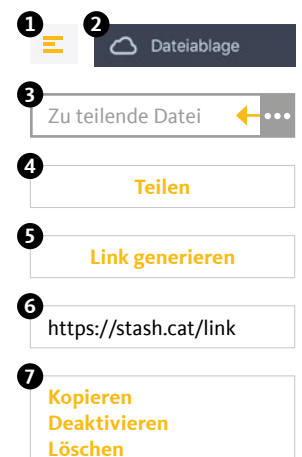 1 2 Dateiablage
3
Zu teilende Datei
4
Teilen
5
Link generieren
6
https://stash.cat/link
7
Kopieren
Deaktivieren
Löschen